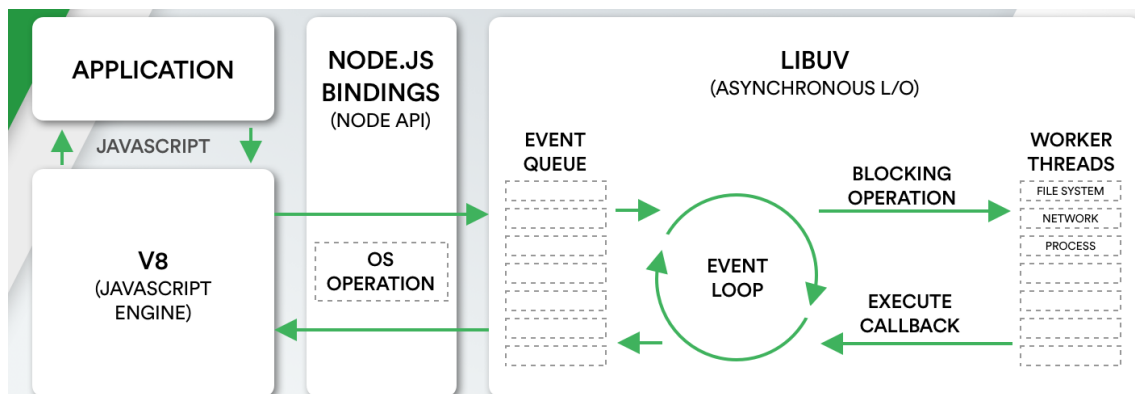 APPLICATION
JAVASCRIPT
V8
(JAVASCRIPT
ENGINE)
NODE.JS
BINDINGS
(NODE API)
OS
OPERATION
LIBUV
(ASYNCHRONOUS L/O)
EVENT
QUEUE
EVENT
LOOP
BLOCKING
OPERATION
EXECUTE
CALLBACK
WORKER
THREADS
FILE SYSTEM
NETWORK
PROCESS